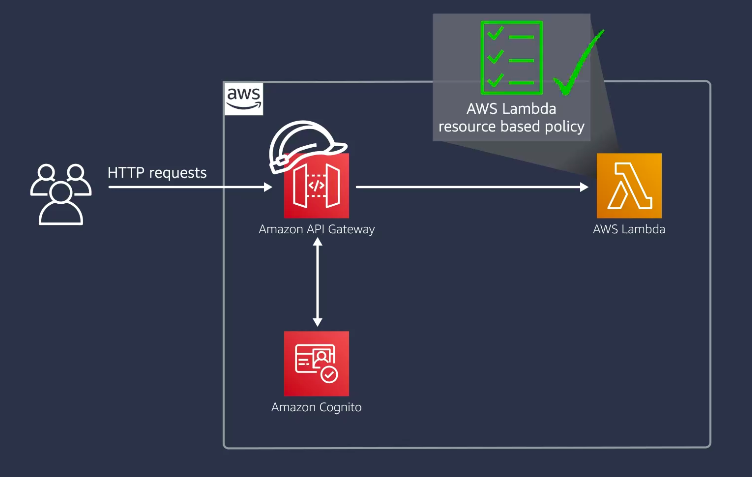 AWS Lambda
resource based policy
aws
HTTP requests
</>
Amazon API Gateway
AWS Lambda
Amazon Cognito